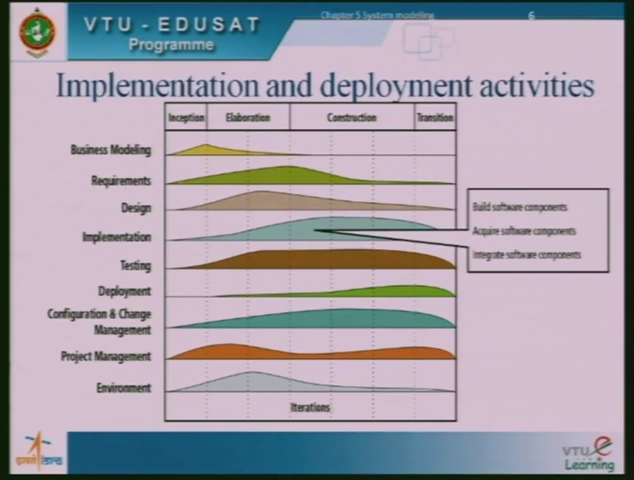 VTU - EDUSAT
Programme
Chapter 5 System modeling
6
Implementation and deployment activities
Inception
Elaboration
Construction
Transition
Business Modeling
Requirements
Design
Implementation
Testing
Deployment
Configuration & Change
Management
Project Management
Environment
Build software components
Acquire software components
Integrate software components
Iterations
VTU e
Learning